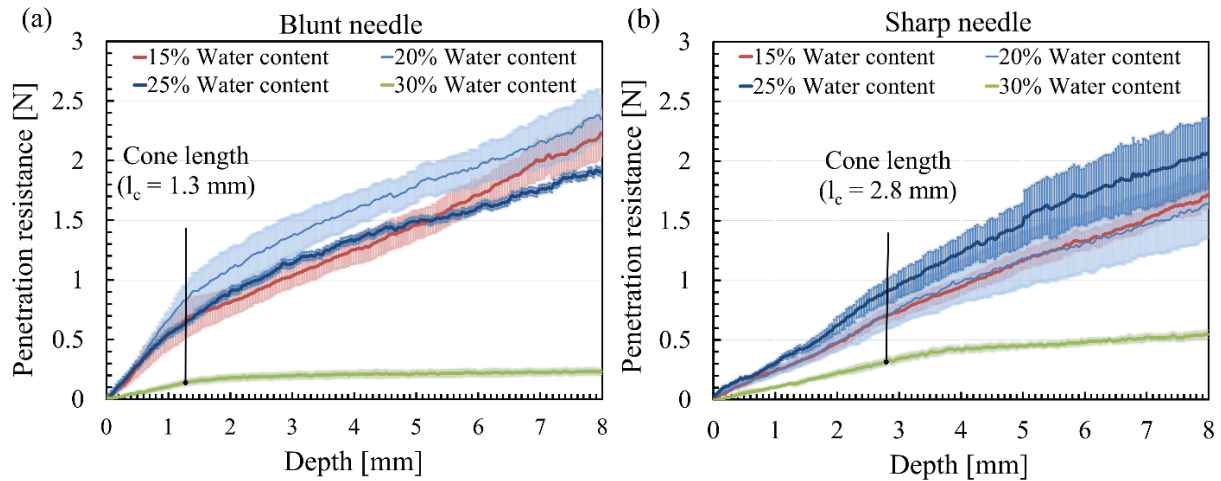 (a)
Blunt needle
3
2.5
2
1.5
1
0.5
0
Penetration resistance [N]
15% Water content
20% Water content
25% Water content
30% Water content
Cone length
(lc = 1.3 mm)
0 1 2 3 4 5 6 7 8
Depth [mm]
(b)
Sharp needle
3
2.5
2
1.5
1
0.5
0
Penetration resistance [N]
15% Water content
20% Water content
25% Water content
30% Water content
Cone length
(lc = 2.8 mm)
0 1 2 3 4 5 6 7 8
Depth [mm]